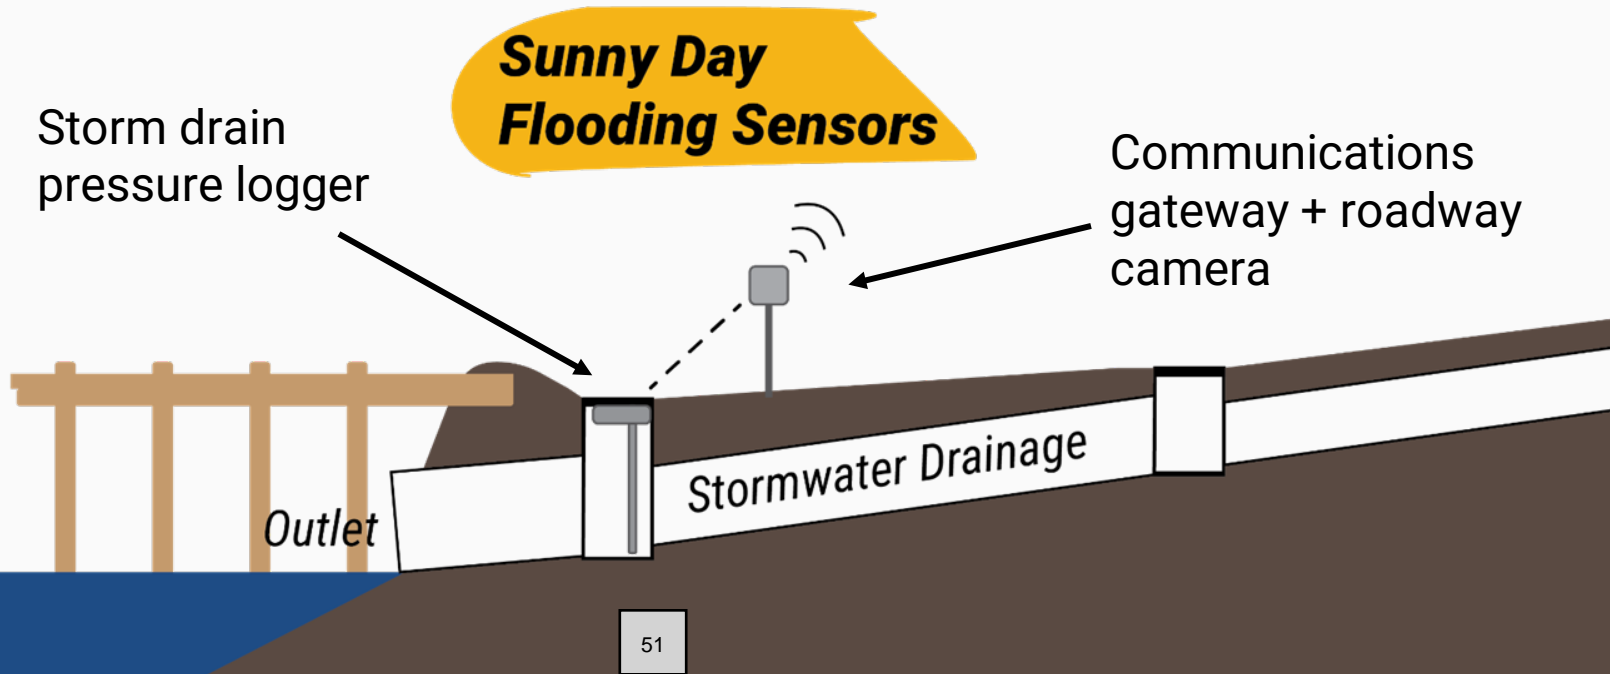 Sunny Day
Flooding Sensors
Storm drain
pressure logger
Communications
gateway + roadway
camera
Stormwater Drainage
Outlet
51